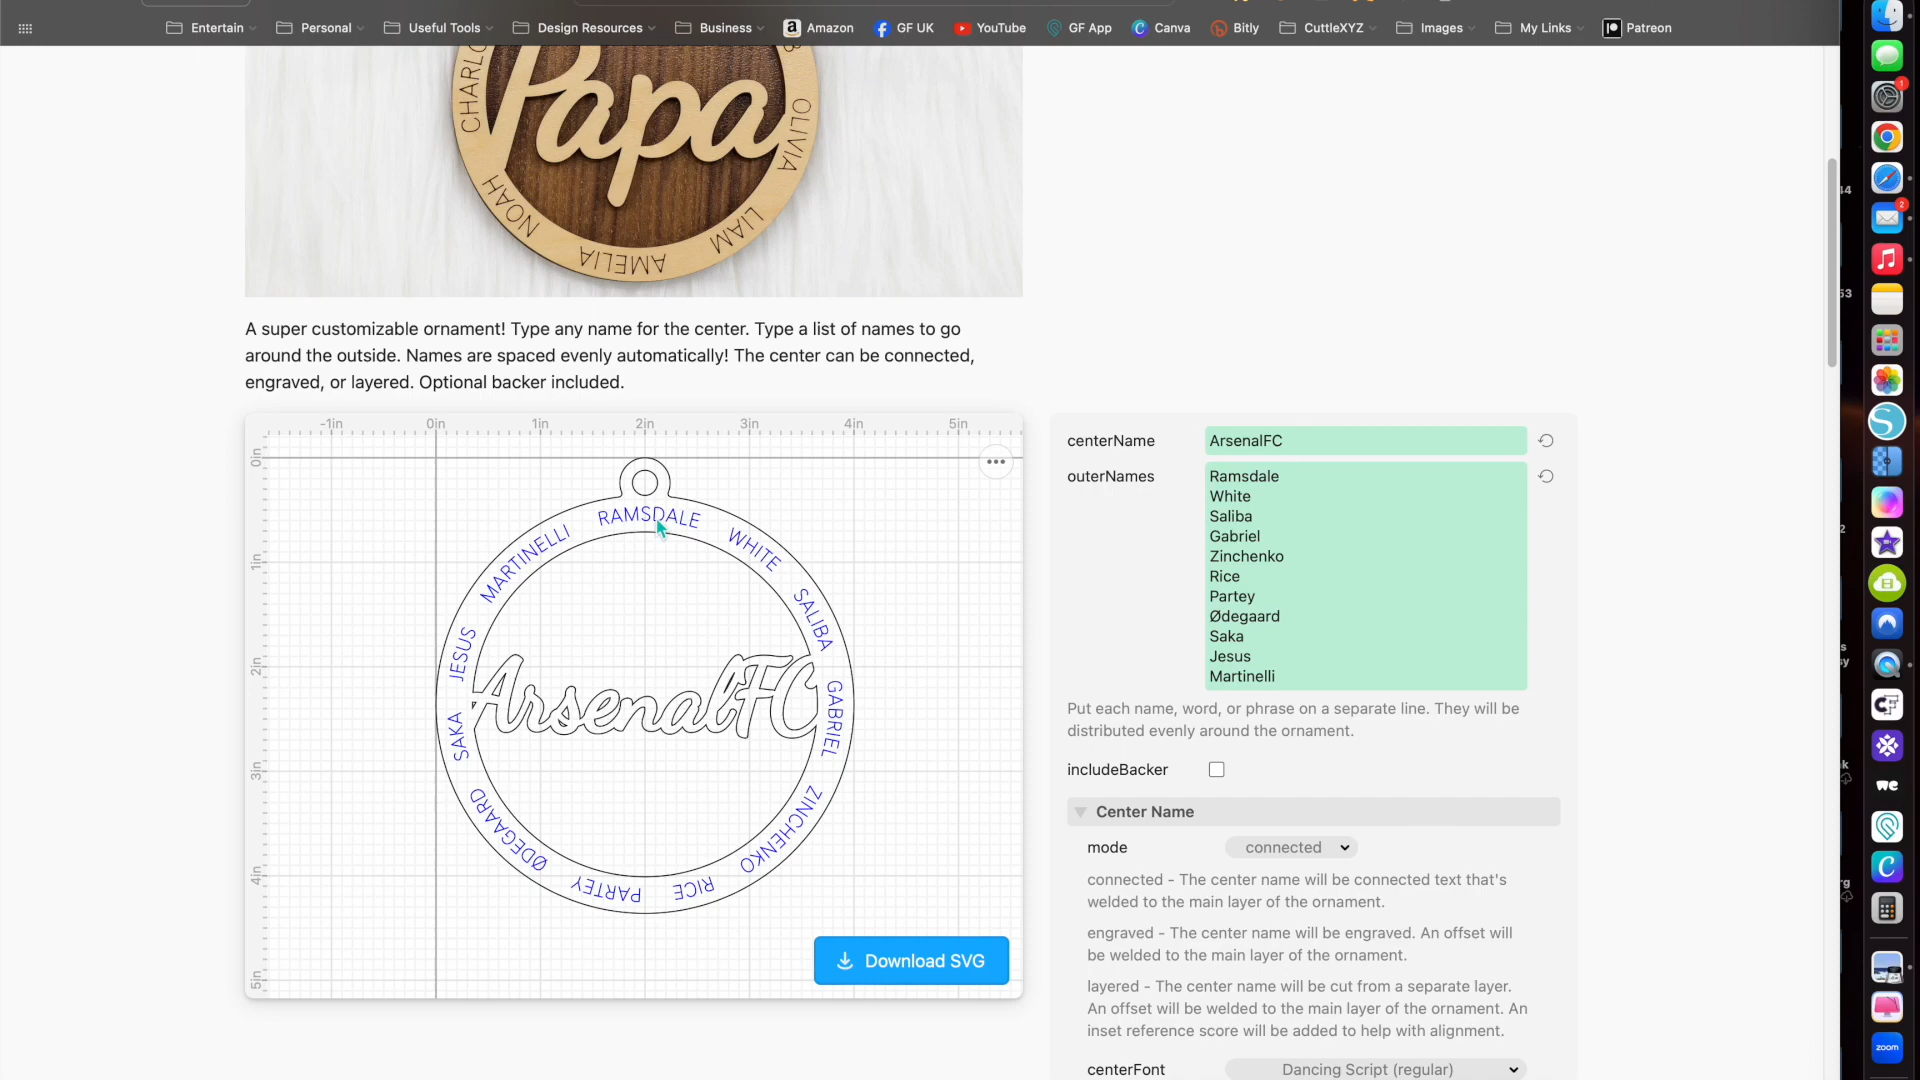 Entertain
Personal
Useful Tools
Design Resources
Business
Amazon
GF UK
YouTube
GF App
Canva
Bitly
CuttleXYZ
Images
My Links
Patreon
Papa
OLIVIA
LIAM
AMELIA
NOAH
A super customizable ornament! Type any name for the center. Type a list of names to go
around the outside. Names are spaced evenly automatically! The center can be connected,
engraved, or layered. Optional backer included.
-1in 0in 1in 2in 3in 4in 5in
0in
1in
2in
3in
4in
5in
RAMSDALE
WHITE
SALIBA
GABRIEL
ZINCHENKO
RICE
PARTEY
ØDEGAARD
SAKA
JESUS
MARTINELLI
ArsenalFC
Download SVG
centerName ArsenalFC
outerNames Ramsdale
White
Saliba
Gabriel
Zinchenko
Rice
Partey
Ødegaard
Saka
Jesus
Martinelli
Put each name, word, or phrase on a separate line. They will be
distributed evenly around the ornament.
includeBacker
Center Name
mode connected
connected - The center name will be connected text that's
welded to the main layer of the ornament.
engraved - The center name will be engraved. An offset will
be welded to the main layer of the ornament.
layered - The center name will be cut from a separate layer.
An offset will be welded to the main layer of the ornament. An
inset reference score will be added to help with alignment.
centerFont Dancing Script (regular)
1
2
zoom